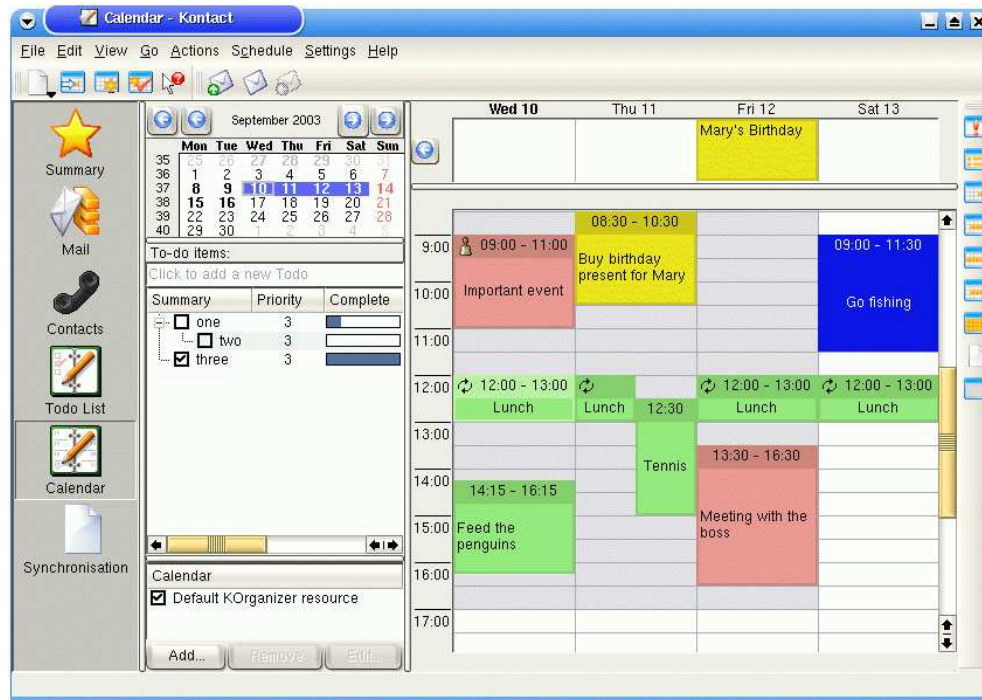 Calendar - Kontact
File Edit View Go Actions Schedule Settings Help
Summary
Mail
Contacts
Todo List
Calendar
Synchronisation
September 2003
Mon Tue Wed Thu Fri Sat Sun
35 25 26 27 28 29 30 31
36 1 2 3 4 5 6 7
37 8 9 10 11 12 13 14
38 15 16 17 18 19 20 21
39 22 23 24 25 26 27 28
40 29 30 1 2 3 4 5
To-do items:
Click to add a new Todo
Summary Priority Complete
one 3
two 3
three 3
Calendar
Default KOrganizer resource
Add... Remove Edit...
Wed 10 Thu 11 Fri 12 Sat 13
Mary's Birthday
9:00
10:00
11:00
12:00
13:00
14:00
15:00
16:00
17:00
09:00 - 11:00
Important event
12:00 - 13:00
Lunch
14:15 - 16:15
Feed the
penguins
08:30 - 10:30
Buy birthday
present for Mary
Lunch
12:30
Tennis
12:00 - 13:00
Lunch
13:30 - 16:30
Meeting with the
boss
09:00 - 11:30
Go fishing
12:00 - 13:00
Lunch